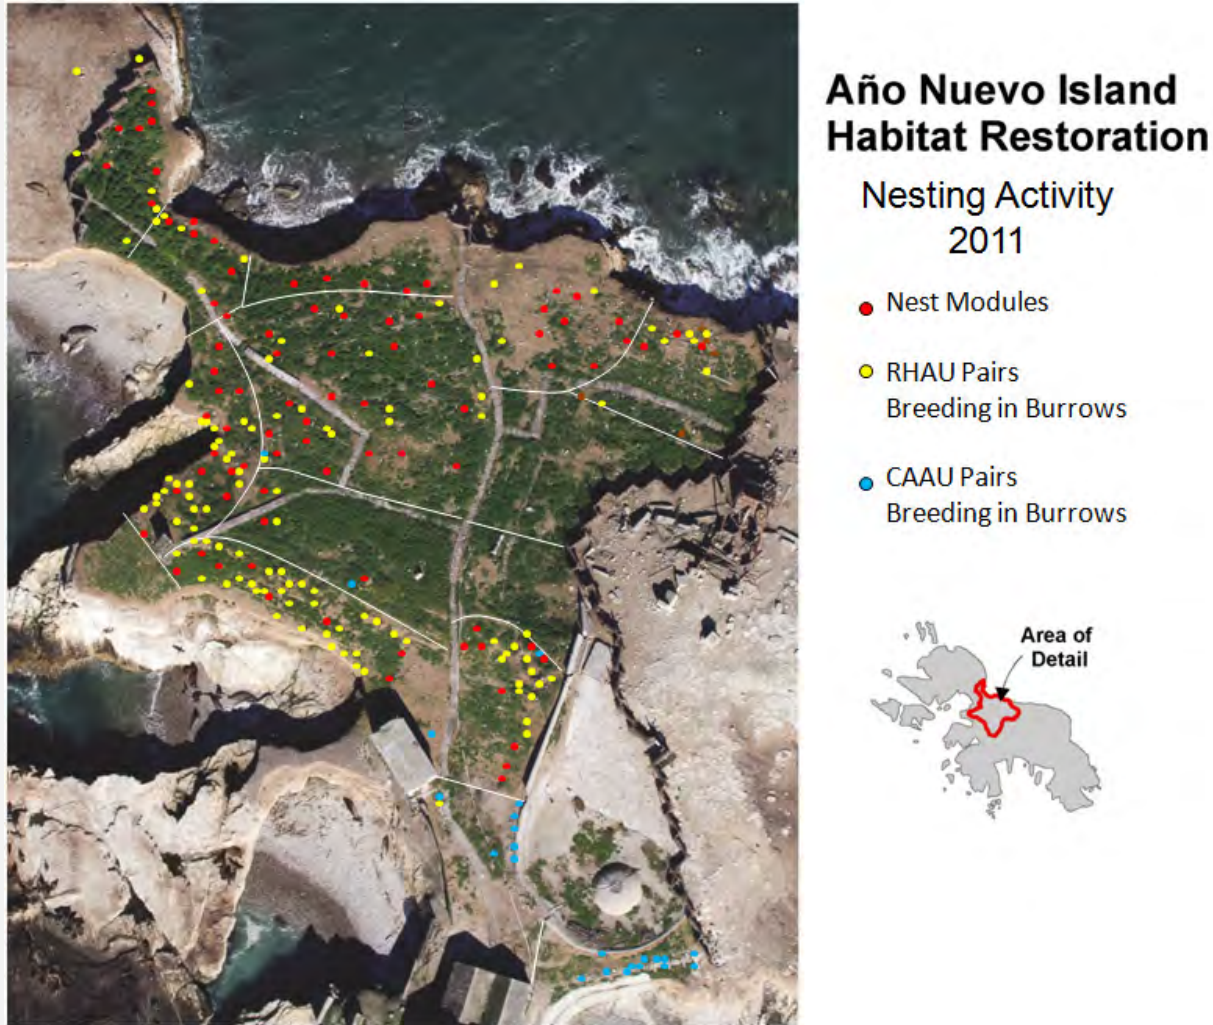 Año Nuevo Island
Habitat Restoration
Nesting Activity
2011
Nest Modules
RHAU Pairs
Breeding in Burrows
CAAU Pairs
Breeding in Burrows
Area of
Detail